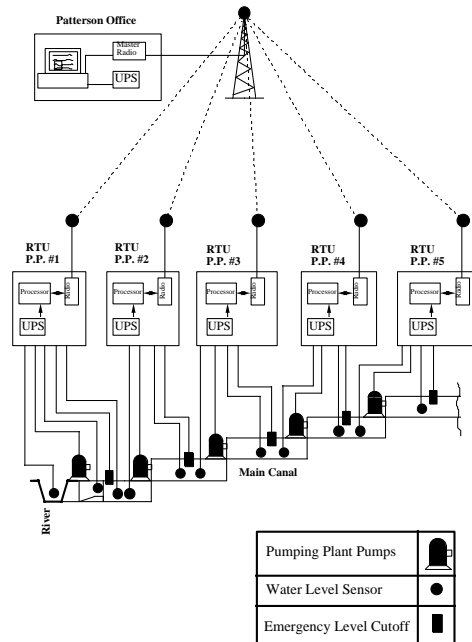 Patterson Office
Master
Radio
UPS
RTU
P.P. #1
RTU
P.P. #2
RTU
P.P. #3
RTU
P.P. #4
RTU
P.P. #5
Processor
Radio
UPS
Processor
Radio
UPS
Processor
Radio
UPS
Processor
Radio
UPS
Processor
Radio
UPS
Main Canal
River
Pumping Plant Pumps
Water Level Sensor
Emergency Level Cutoff